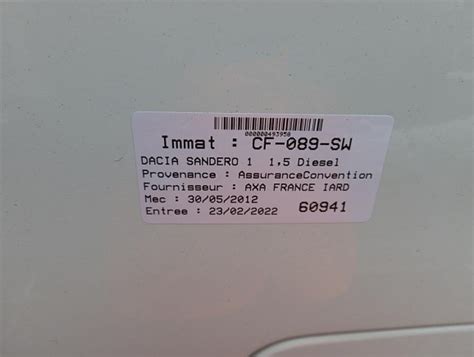 000000493958
Immat : CF-089-SW
DACIA SANDERO 1 1,5 Diesel
Provenance : AssuranceConvention
Fournisseur : AXA FRANCE IARD
Mec : 30/05/2012
Entree : 23/02/2022 60941